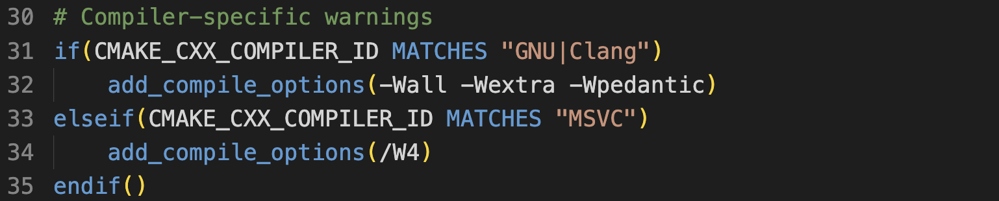 30 # Compiler-specific warnings
31 if(CMAKE_CXX_COMPILER_ID MATCHES "GNU|Clang")
32     add_compile_options(-Wall -Wextra -Wpedantic)
33 elseif(CMAKE_CXX_COMPILER_ID MATCHES "MSVC")
34     add_compile_options(/W4)
35 endif()